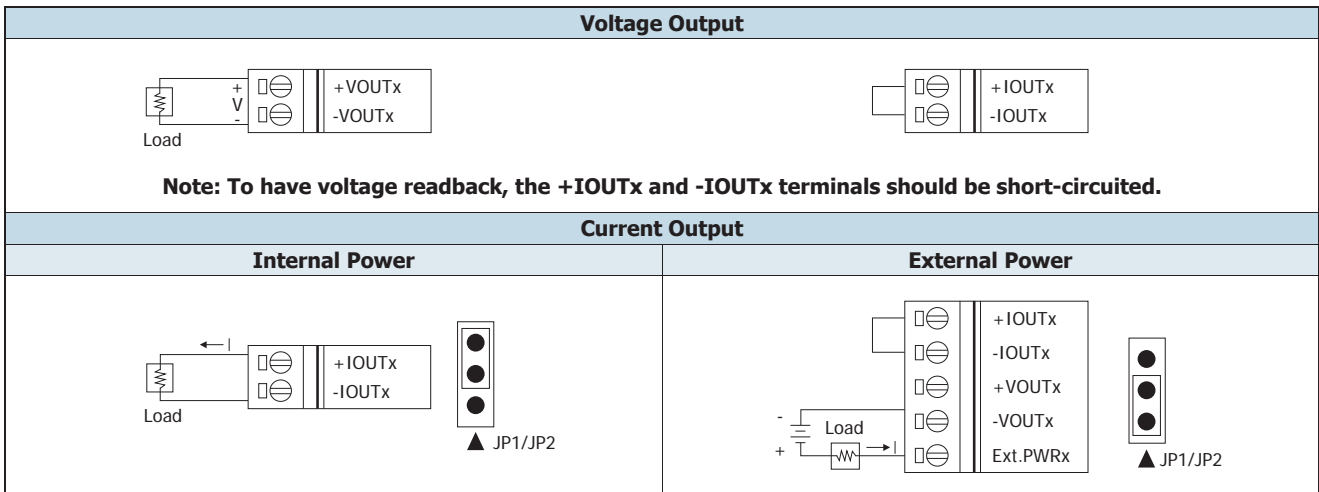 Voltage Output
+
V
-
+VOUTx
-VOUTx
Load
+IOUTx
-IOUTx
Note: To have voltage readback, the +IOUTx and -IOUTx terminals should be short-circuited.
Current Output
Internal Power
External Power
I
+IOUTx
-IOUTx
Load
JP1/JP2
+IOUTx
-IOUTx
+VOUTx
-VOUTx
Ext.PWRx
-
+
Load
I
JP1/JP2